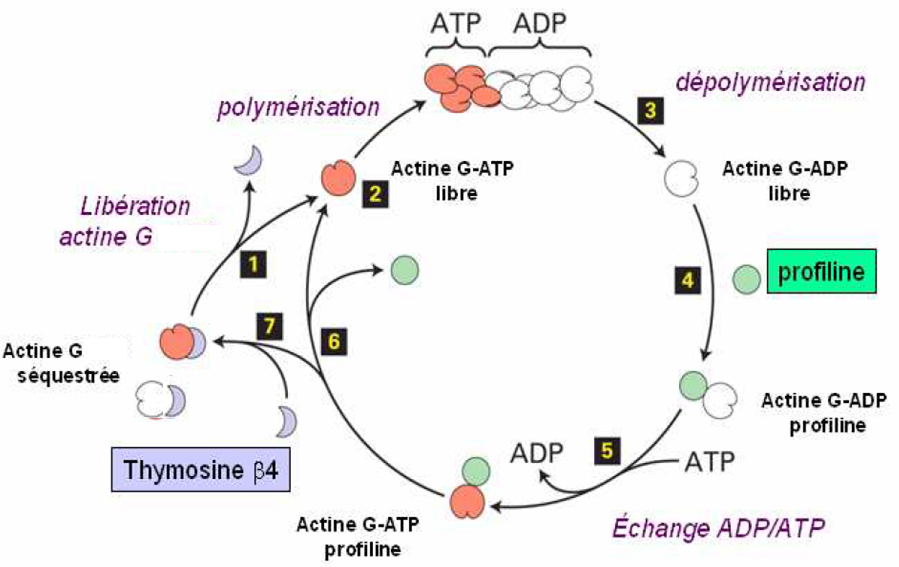 ATP ADP
polymérisation
dépolymérisation
3
Actine G-ATP
libre
2
Actine G-ADP
libre
Libération
actine G
1
4
profiline
7
6
Actine G
séquestrée
Actine G-ADP
profiline
Thymosine β4
ADP
5
ATP
Actine G-ATP
profiline
Échange ADP/ATP